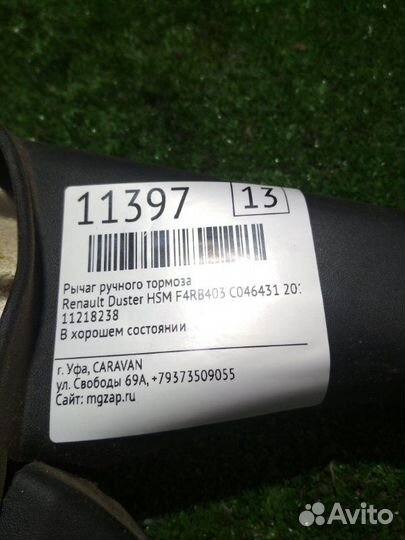 11397 13
Рычаг ручного тормоза
Renault Duster HSM F4RB403 C046431
11218238
В хорошем состоянии
г. Уфа, CARAVAN
ул. Свободы 69А, +79373509055
Сайт: mgzap.ru
Avito